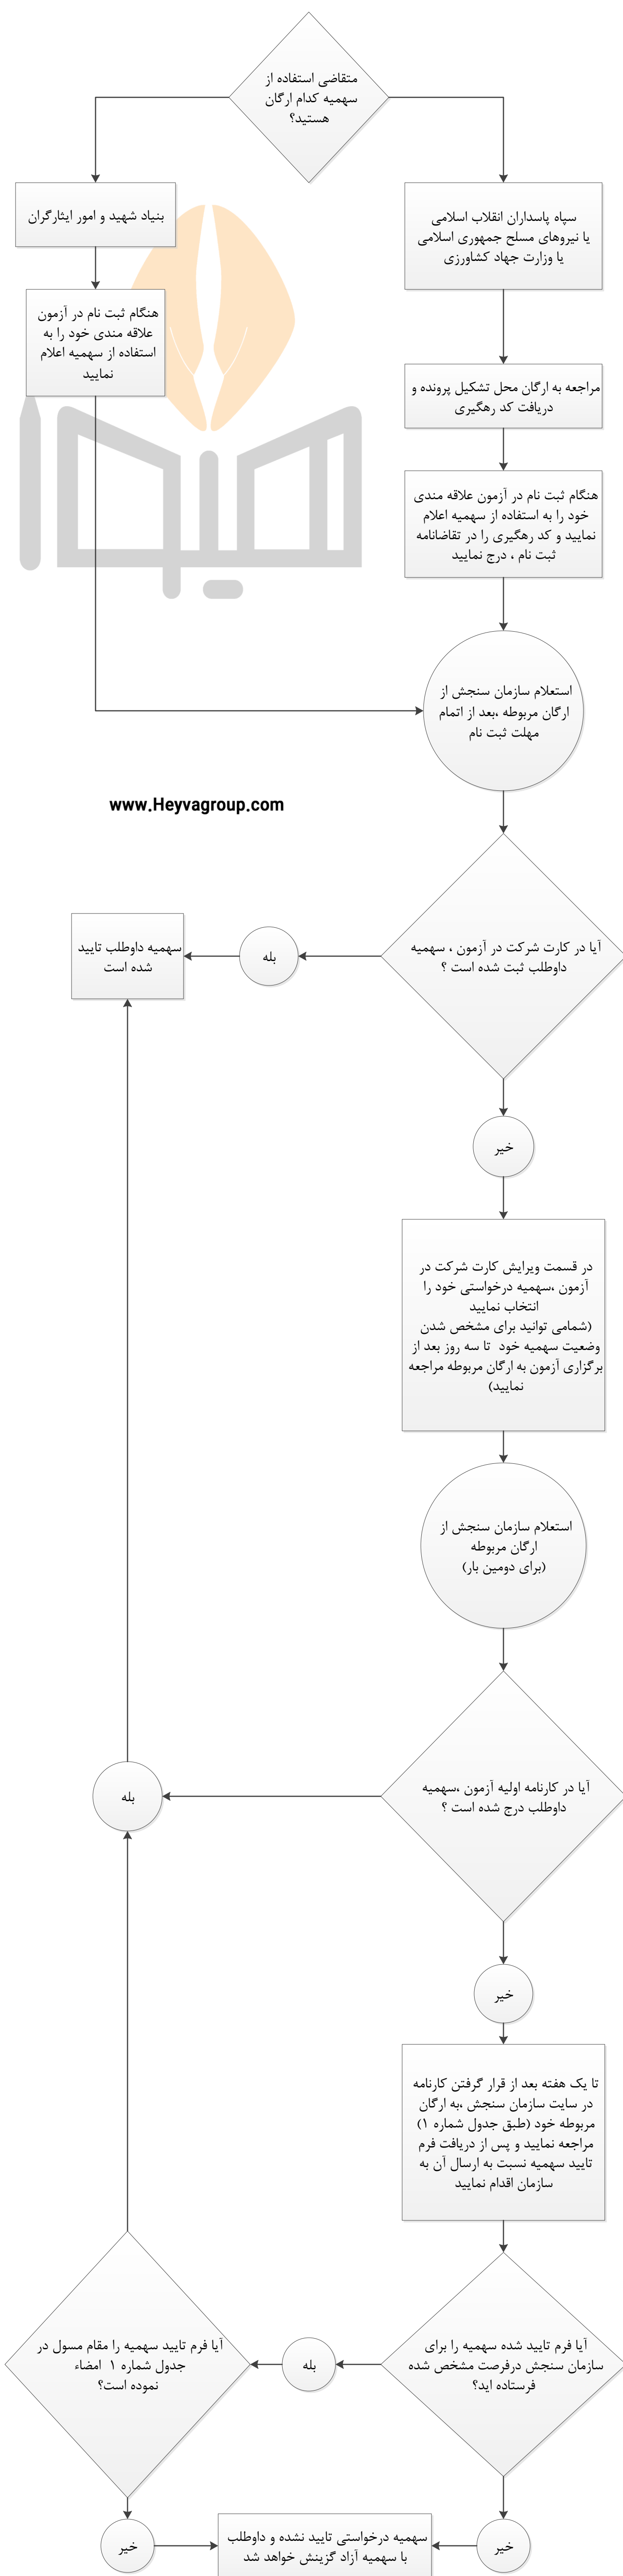 متقاضی استفاده از
سهمیه کدام ارگان
هستید؟
سپاه پاسداران انقلاب اسلامی
یا نیروهای مسلح جمهوری اسلامی
یا وزارت جهاد کشاورزی
بنیاد شهید و امور ایثارگران
هنگام ثبت نام در آزمون
علاقه مندی خود را به
استفاده از سهمیه اعلام
نمایید
مراجعه به ارگان محل تشکیل پرونده و
دریافت کد رهگیری
هنگام ثبت نام در آزمون علاقه مندی
خود را به استفاده از سهمیه اعلام
نمایید و کد رهگیری را در تقاضانامه
ثبت نام ، درج نمایید
استعلام سازمان سنجش از
ارگان مربوطه ،بعد از اتمام
مهلت ثبت نام
www.Heyvagroup.com
آیا در کارت شرکت در آزمون ، سهمیه
داوطلب ثبت شده است ؟
بله
سهمیه داوطلب تایید
شده است
خیر
در قسمت ویرایش کارت شرکت در
آزمون ،سهمیه درخواستی خود را
انتخاب نمایید
(شمامی توانید برای مشخص شدن
وضعیت سهمیه خود تا سه روز بعد از
برگزاری آزمون به ارگان مربوطه مراجعه
نمایید)
استعلام سازمان سنجش از
ارگان مربوطه
(برای دومین بار)
آیا در کارنامه اولیه آزمون ،سهمیه
داوطلب درج شده است ؟
بله
خیر
تا یک هفته بعد از قرار گرفتن کارنامه
در سایت سازمان سنجش ،به ارگان
مربوطه خود (طبق جدول شماره ۱)
مراجعه نمایید و پس از دریافت فرم
تایید سهمیه نسبت به ارسال آن به
سازمان اقدام نمایید
آیا فرم تایید شده سهمیه را برای
سازمان سنجش درفرصت مشخص شده
فرستاده اید؟
بله
آیا فرم تایید سهمیه را مقام مسول در
جدول شماره ۱ امضاء
نموده است؟
خیر
سهمیه درخواستی تایید نشده و داوطلب
با سهمیه آزاد گزینش خواهد شد
خیر